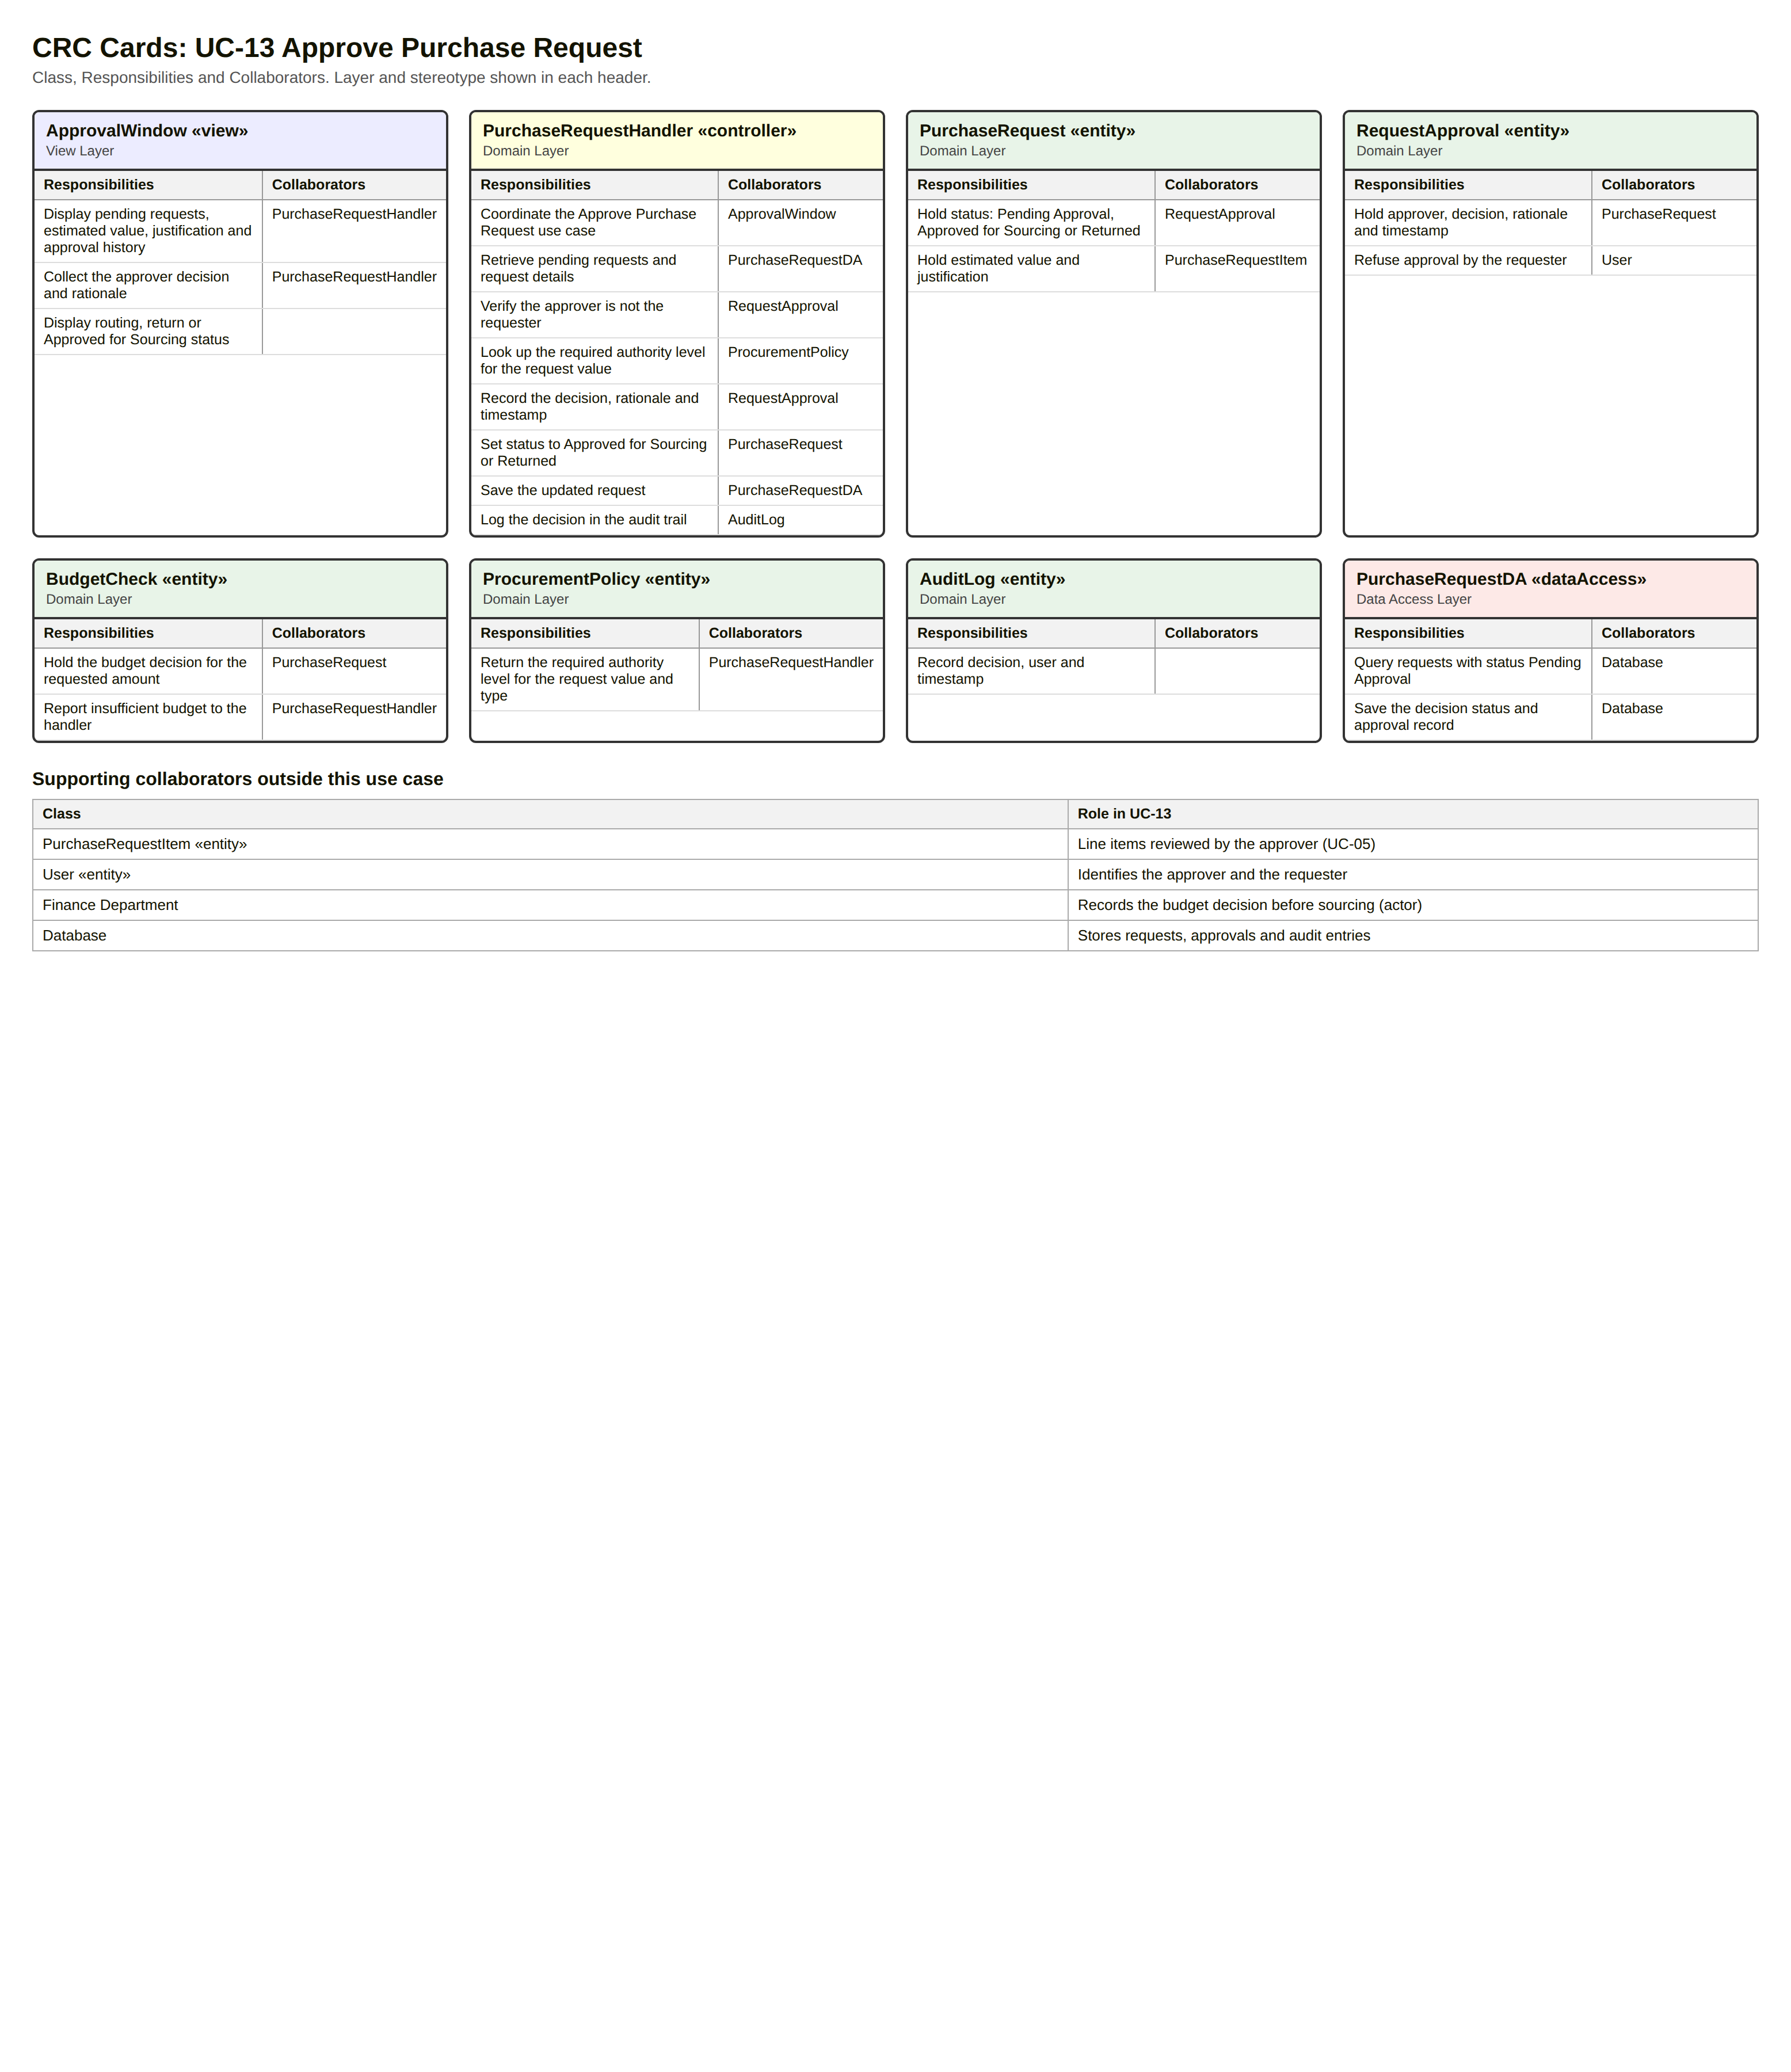 CRC Cards: UC-13 Approve Purchase Request
Class, Responsibilities and Collaborators. Layer and stereotype shown in each header.
ApprovalWindow «view»
View Layer
Responsibilities
Collaborators
Display pending requests,
estimated value, justification and
approval history
PurchaseRequestHandler
Collect the approver decision
and rationale
PurchaseRequestHandler
Display routing, return or
Approved for Sourcing status
PurchaseRequestHandler «controller»
Domain Layer
Responsibilities
Collaborators
Coordinate the Approve Purchase
Request use case
ApprovalWindow
Retrieve pending requests and
request details
PurchaseRequestDA
Verify the approver is not the
requester
RequestApproval
Look up the required authority level
for the request value
ProcurementPolicy
Record the decision, rationale and
timestamp
RequestApproval
Set status to Approved for Sourcing
or Returned
PurchaseRequest
Save the updated request
PurchaseRequestDA
Log the decision in the audit trail
AuditLog
PurchaseRequest «entity»
Domain Layer
Responsibilities
Collaborators
Hold status: Pending Approval,
Approved for Sourcing or Returned
RequestApproval
Hold estimated value and
justification
PurchaseRequestItem
RequestApproval «entity»
Domain Layer
Responsibilities
Collaborators
Hold approver, decision, rationale
and timestamp
PurchaseRequest
Refuse approval by the requester
User
BudgetCheck «entity»
Domain Layer
Responsibilities
Collaborators
Hold the budget decision for the
requested amount
PurchaseRequest
Report insufficient budget to the
handler
PurchaseRequestHandler
ProcurementPolicy «entity»
Domain Layer
Responsibilities
Collaborators
Return the required authority
level for the request value and
type
PurchaseRequestHandler
AuditLog «entity»
Domain Layer
Responsibilities
Collaborators
Record decision, user and
timestamp
PurchaseRequestDA «dataAccess»
Data Access Layer
Responsibilities
Collaborators
Query requests with status Pending
Approval
Database
Save the decision status and
approval record
Database
Supporting collaborators outside this use case
Class
Role in UC-13
PurchaseRequestItem «entity»
Line items reviewed by the approver (UC-05)
User «entity»
Identifies the approver and the requester
Finance Department
Records the budget decision before sourcing (actor)
Database
Stores requests, approvals and audit entries